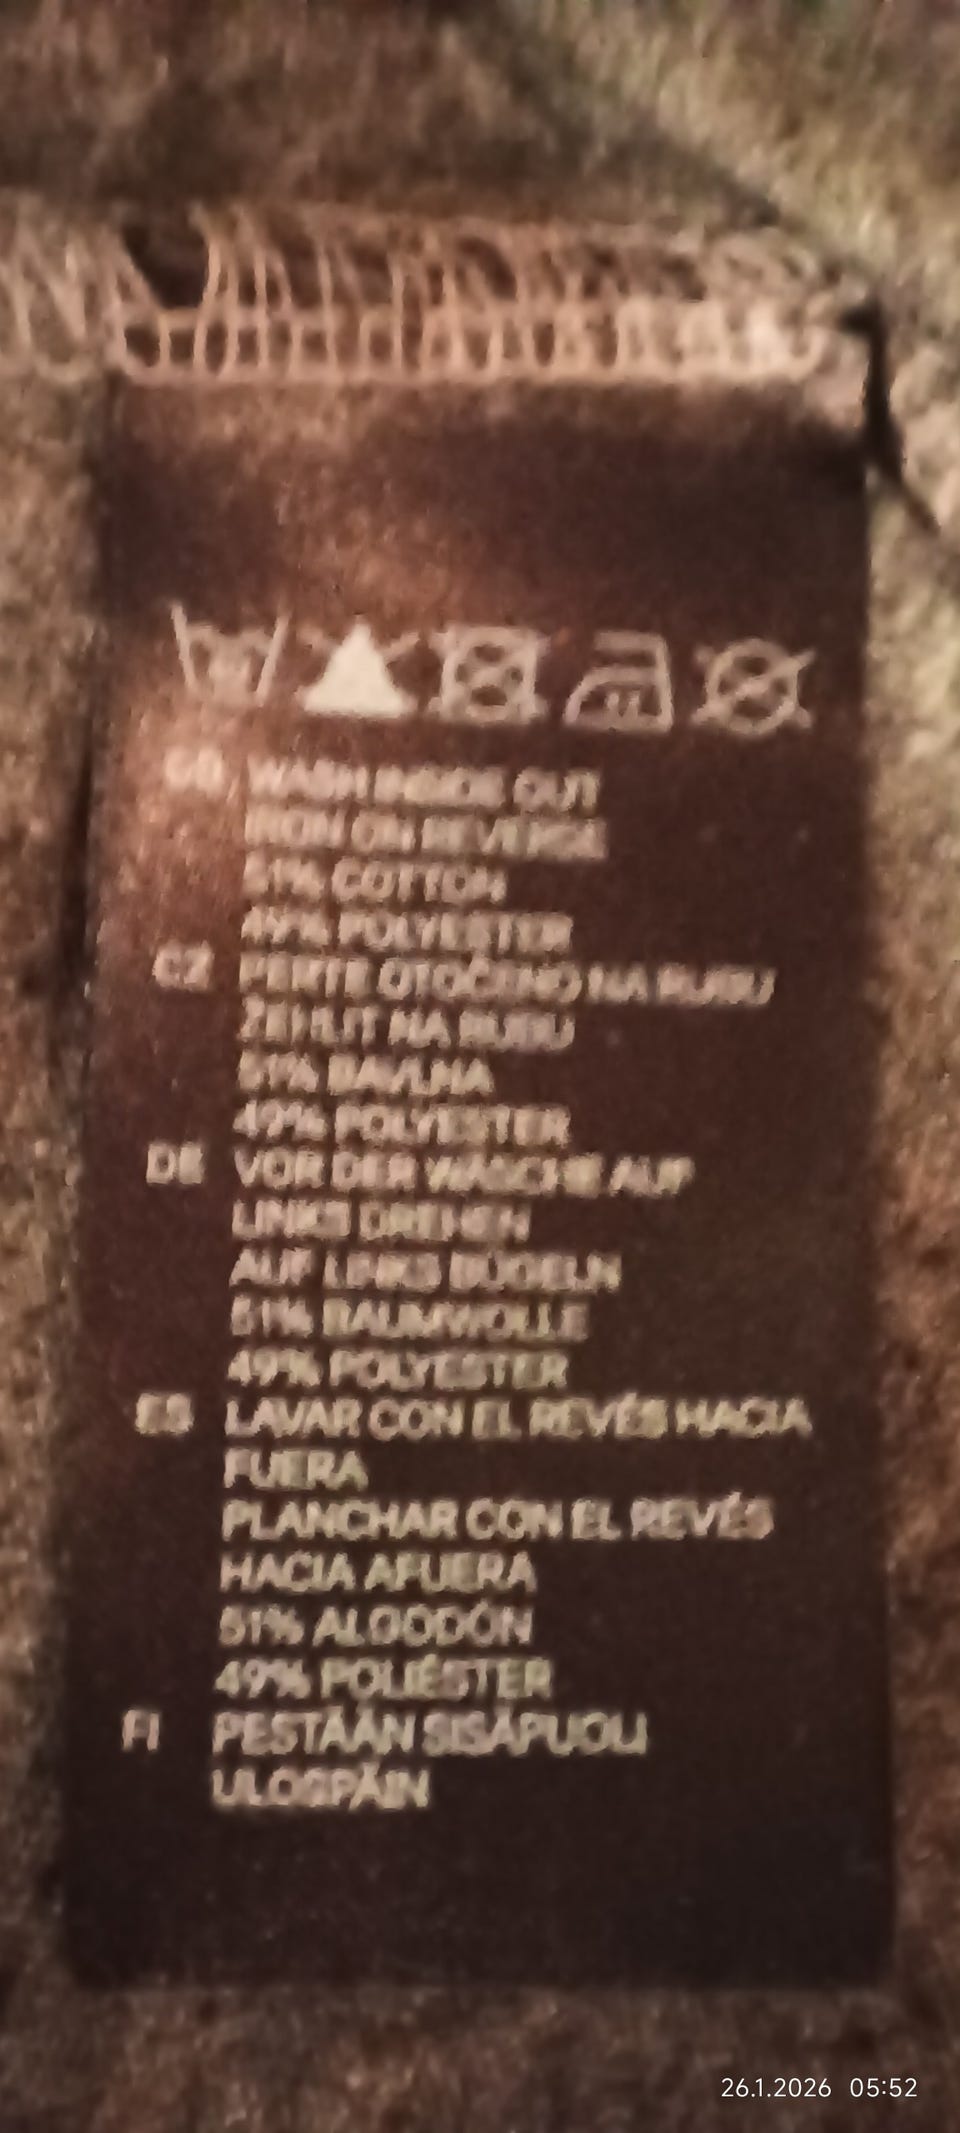 GB WASH INSIDE OUT
IRON ON REVERSE
51% COTTON
49% POLYESTER
CZ PERTE OTOČENO NA RUBU
ŽEHLIT NA RUBU
51% BAVLNA
49% POLYESTER
DE VOR DER WÄSCHE AUF
LINKS DREHEN
AUF LINKS BÜGELN
51% BAUMWOLLE
49% POLYESTER
ES LAVAR CON EL REVÉS HACIA
FUERA
PLANCHAR CON EL REVÉS
HACIA AFUERA
51% ALGODÓN
49% POLIÉSTER
FI PESTÄÄN SISÄPUOLI
ULOSPÄIN
26.1.2026 05:52